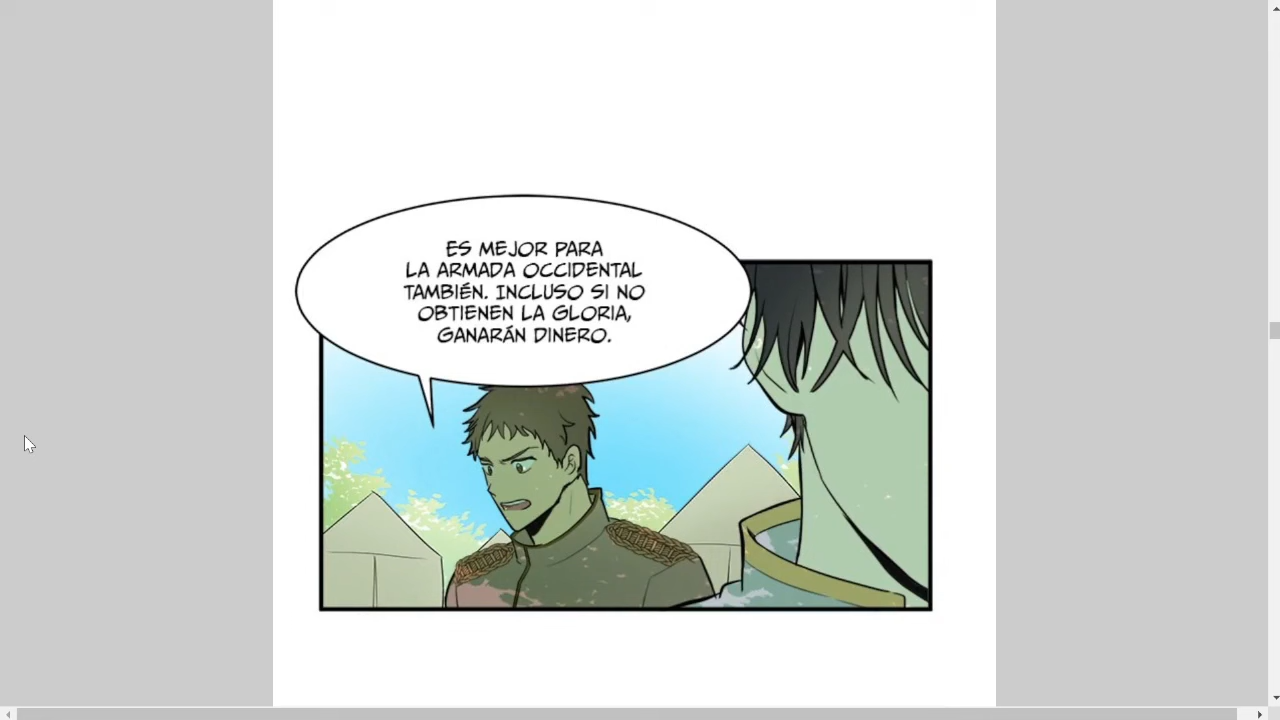 ES MEJOR PARA
LA ARMADA OCCIDENTAL
TAMBIÉN. INCLUSO SI NO
OBTIENEN LA GLORIA,
GANARÁN DINERO.